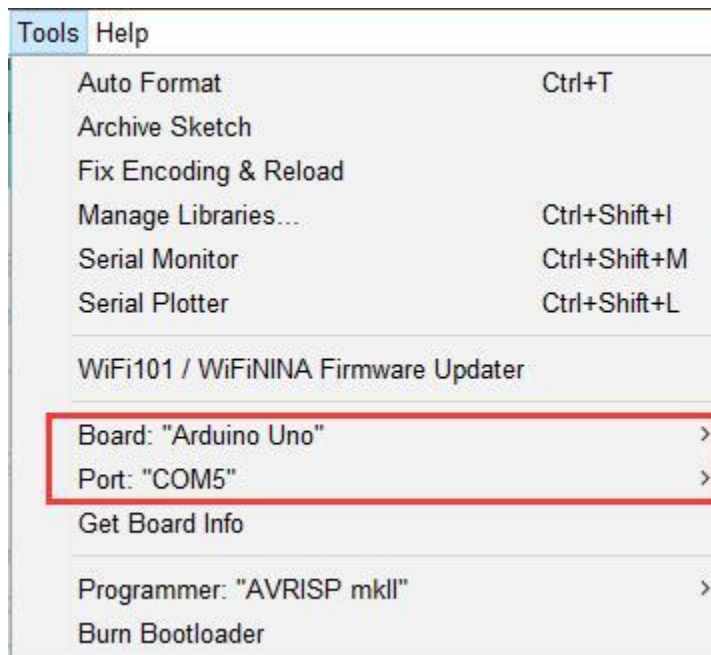 Tools Help
Auto Format Ctrl+T
Archive Sketch
Fix Encoding & Reload
Manage Libraries... Ctrl+Shift+I
Serial Monitor Ctrl+Shift+M
Serial Plotter Ctrl+Shift+L
WiFi101 / WiFiNINA Firmware Updater
Board: "Arduino Uno"
Port: "COM5"
Get Board Info
Programmer: "AVRISP mkII"
Burn Bootloader